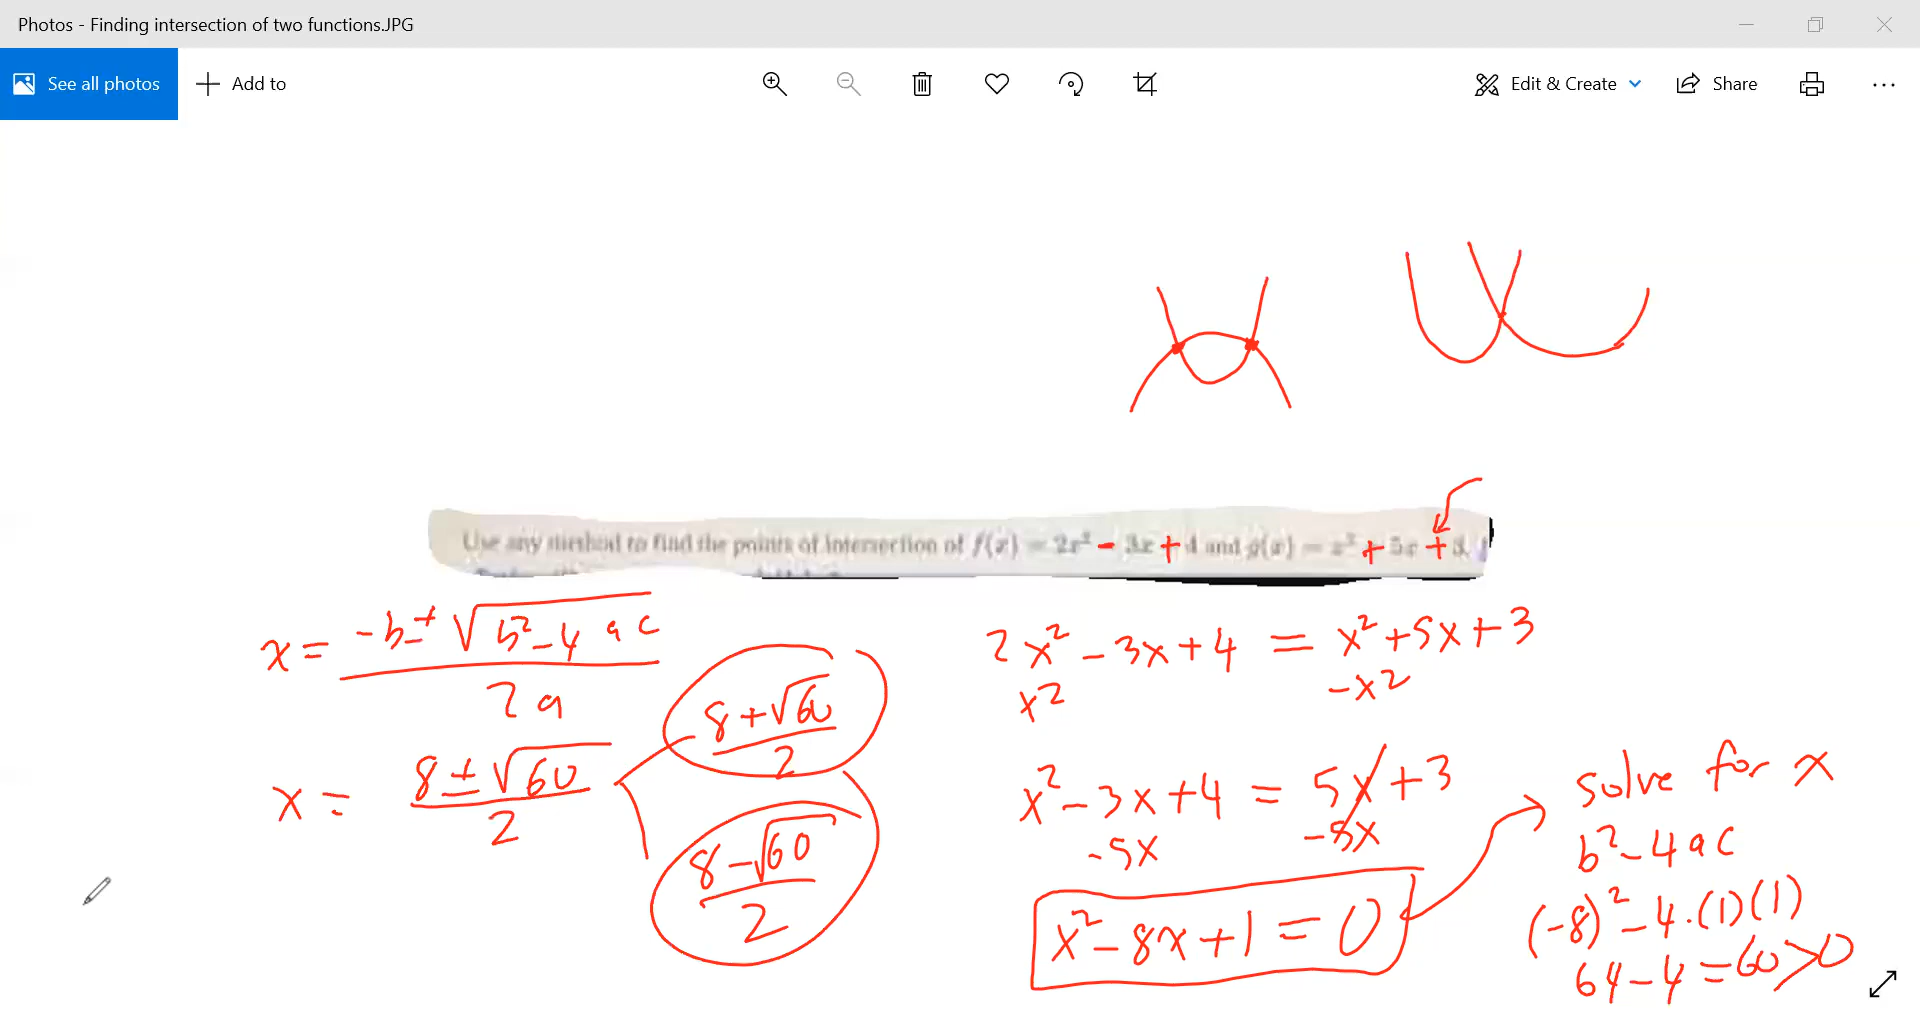 Photos - Finding intersection of two functions.JPG
See all photos
Add to
Edit & Create
Share
Use any method to find the points of intersection of f(x) = 2x² - 3x + 4 and g(x) = x² + 5x + 3.
x = -b ± √b² - 4ac / 2a
2x² - 3x + 4 = x² + 5x + 3
x² -x²
8 + √60 / 2
x = 8 ± √60 / 2
x² - 3x + 4 = 5x + 3
-5x -5x
8 - √60 / 2
x² - 8x + 1 = 0
solve for x
b² - 4ac
(-8)² - 4·(1)(1)
64 - 4 = 60 > 0